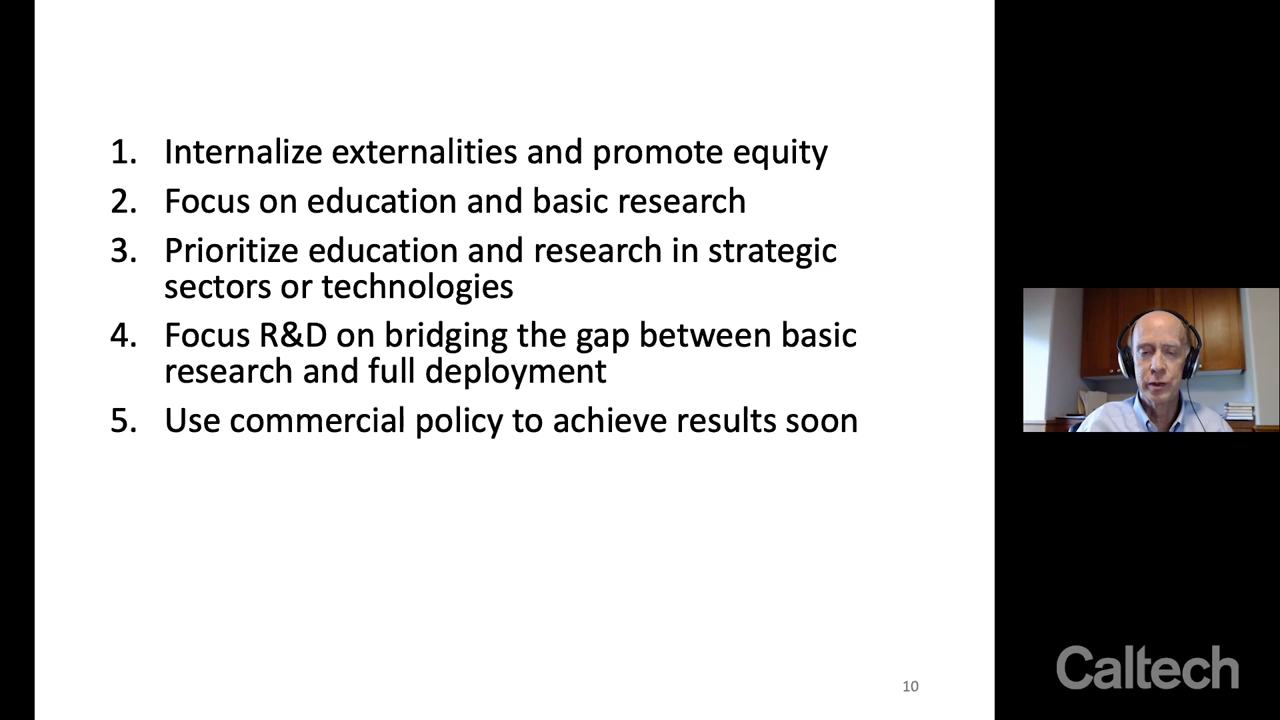 1. Internalize externalities and promote equity
2. Focus on education and basic research
3. Prioritize education and research in strategic
sectors or technologies
4. Focus R&D on bridging the gap between basic
research and full deployment
5. Use commercial policy to achieve results soon
10
Caltech